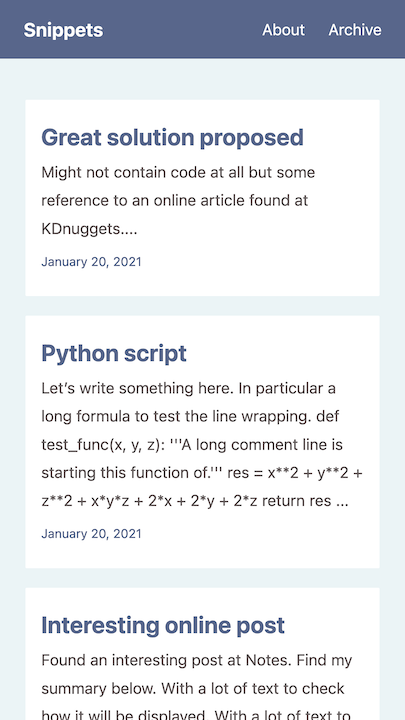 Snippets About Archive
Great solution proposed
Might not contain code at all but some
reference to an online article found at
KDnuggets....
January 20, 2021
Python script
Let’s write something here. In particular a
long formula to test the line wrapping. def
test_func(x, y, z): '''A long comment line is
starting this function of.''' res = x**2 + y**2 +
z**2 + x*y*z + 2*x + 2*y + 2*z return res ...
January 20, 2021
Interesting online post
Found an interesting post at Notes. Find my
summary below. With a lot of text to check
how it will be displayed. With a lot of text to